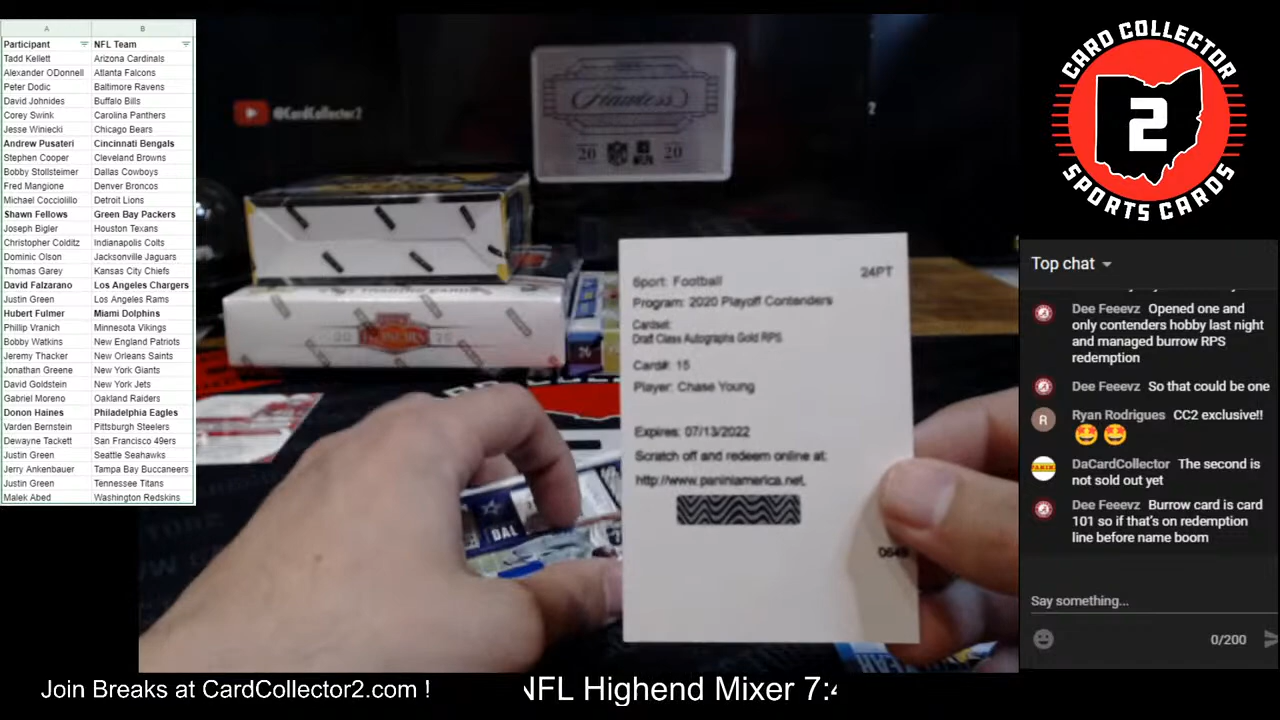 A B
Participant NFL Team
Tadd Kellett Arizona Cardinals
Alexander ODonnell Atlanta Falcons
Peter Dodic Baltimore Ravens
David Johnides Buffalo Bills
Corey Swink Carolina Panthers
Jesse Winiecki Chicago Bears
Andrew Pusateri Cincinnati Bengals
Stephen Cooper Cleveland Browns
Bobby Stollsteimer Dallas Cowboys
Fred Mangione Denver Broncos
Michael Cocciolillo Detroit Lions
Shawn Fellows Green Bay Packers
Joseph Bigler Houston Texans
Christopher Colditz Indianapolis Colts
Dominic Olson Jacksonville Jaguars
Thomas Garey Kansas City Chiefs
David Falzarano Los Angeles Chargers
Justin Green Los Angeles Rams
Hubert Fulmer Miami Dolphins
Phillip Vranich Minnesota Vikings
Bobby Watkins New England Patriots
Jeremy Thacker New Orleans Saints
Jonathan Greene New York Giants
David Goldstein New York Jets
Gabriel Moreno Oakland Raiders
Donon Haines Philadelphia Eagles
Varden Bernstein Pittsburgh Steelers
Dewayne Tackett San Francisco 49ers
Justin Green Seattle Seahawks
Jerry Ankenbauer Tampa Bay Buccaneers
Justin Green Tennessee Titans
Malek Abed Washington Redskins
@CardCollector2
Flawless
20 NFL 20
2
20 20
DAL
24PT
Sport: Football
Program: 2020 Playoff Contenders
Cardset:
Draft Class Autographs Gold RPS
Card#: 15
Player: Chase Young
Expires: 07/13/2022
Scratch off and redeem online at:
http://www.paniniamerica.net.
CARD COLLECTOR
2
SPORTS CARDS
Top chat
Dee Feeevz Opened one and
only contenders hobby last night
and managed burrow RPS
redemption
Dee Feeevz So that could be one
Ryan Rodrigues CC2 exclusive!!
DaCardCollector The second is
not sold out yet
Dee Feeevz Burrow card is card
101 so if that's on redemption
line before name boom
Say something...
0/200
Join Breaks at CardCollector2.com !
NFL Highend Mixer 7:4